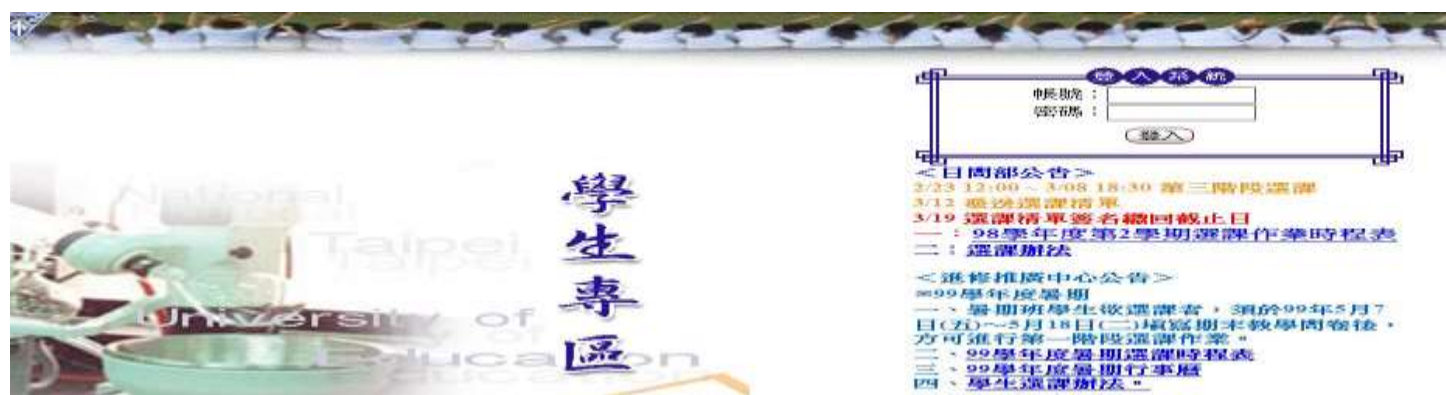 National
Taipei
University of
Education
學生專區
登入系統
帳號：
密碼：
登入
＜日間部公告＞
2/23 12:00 ~ 3/08 18:30 第三階段選課
3/12 發送選課清單
3/19 選課清單簽名繳回截止日
一：98學年度第2學期選課作業時程表
二：選課辦法
＜進修推廣中心公告＞
※99學年度暑期
一、暑期班學生欲選課者，須於99年5月7
日(五)～5月18日(二)填寫期末教學問卷後，
方可進行第一階段選課作業。
二、99學年度暑期選課時程表
三、99學年度暑期行事曆
四、學生選課辦法。